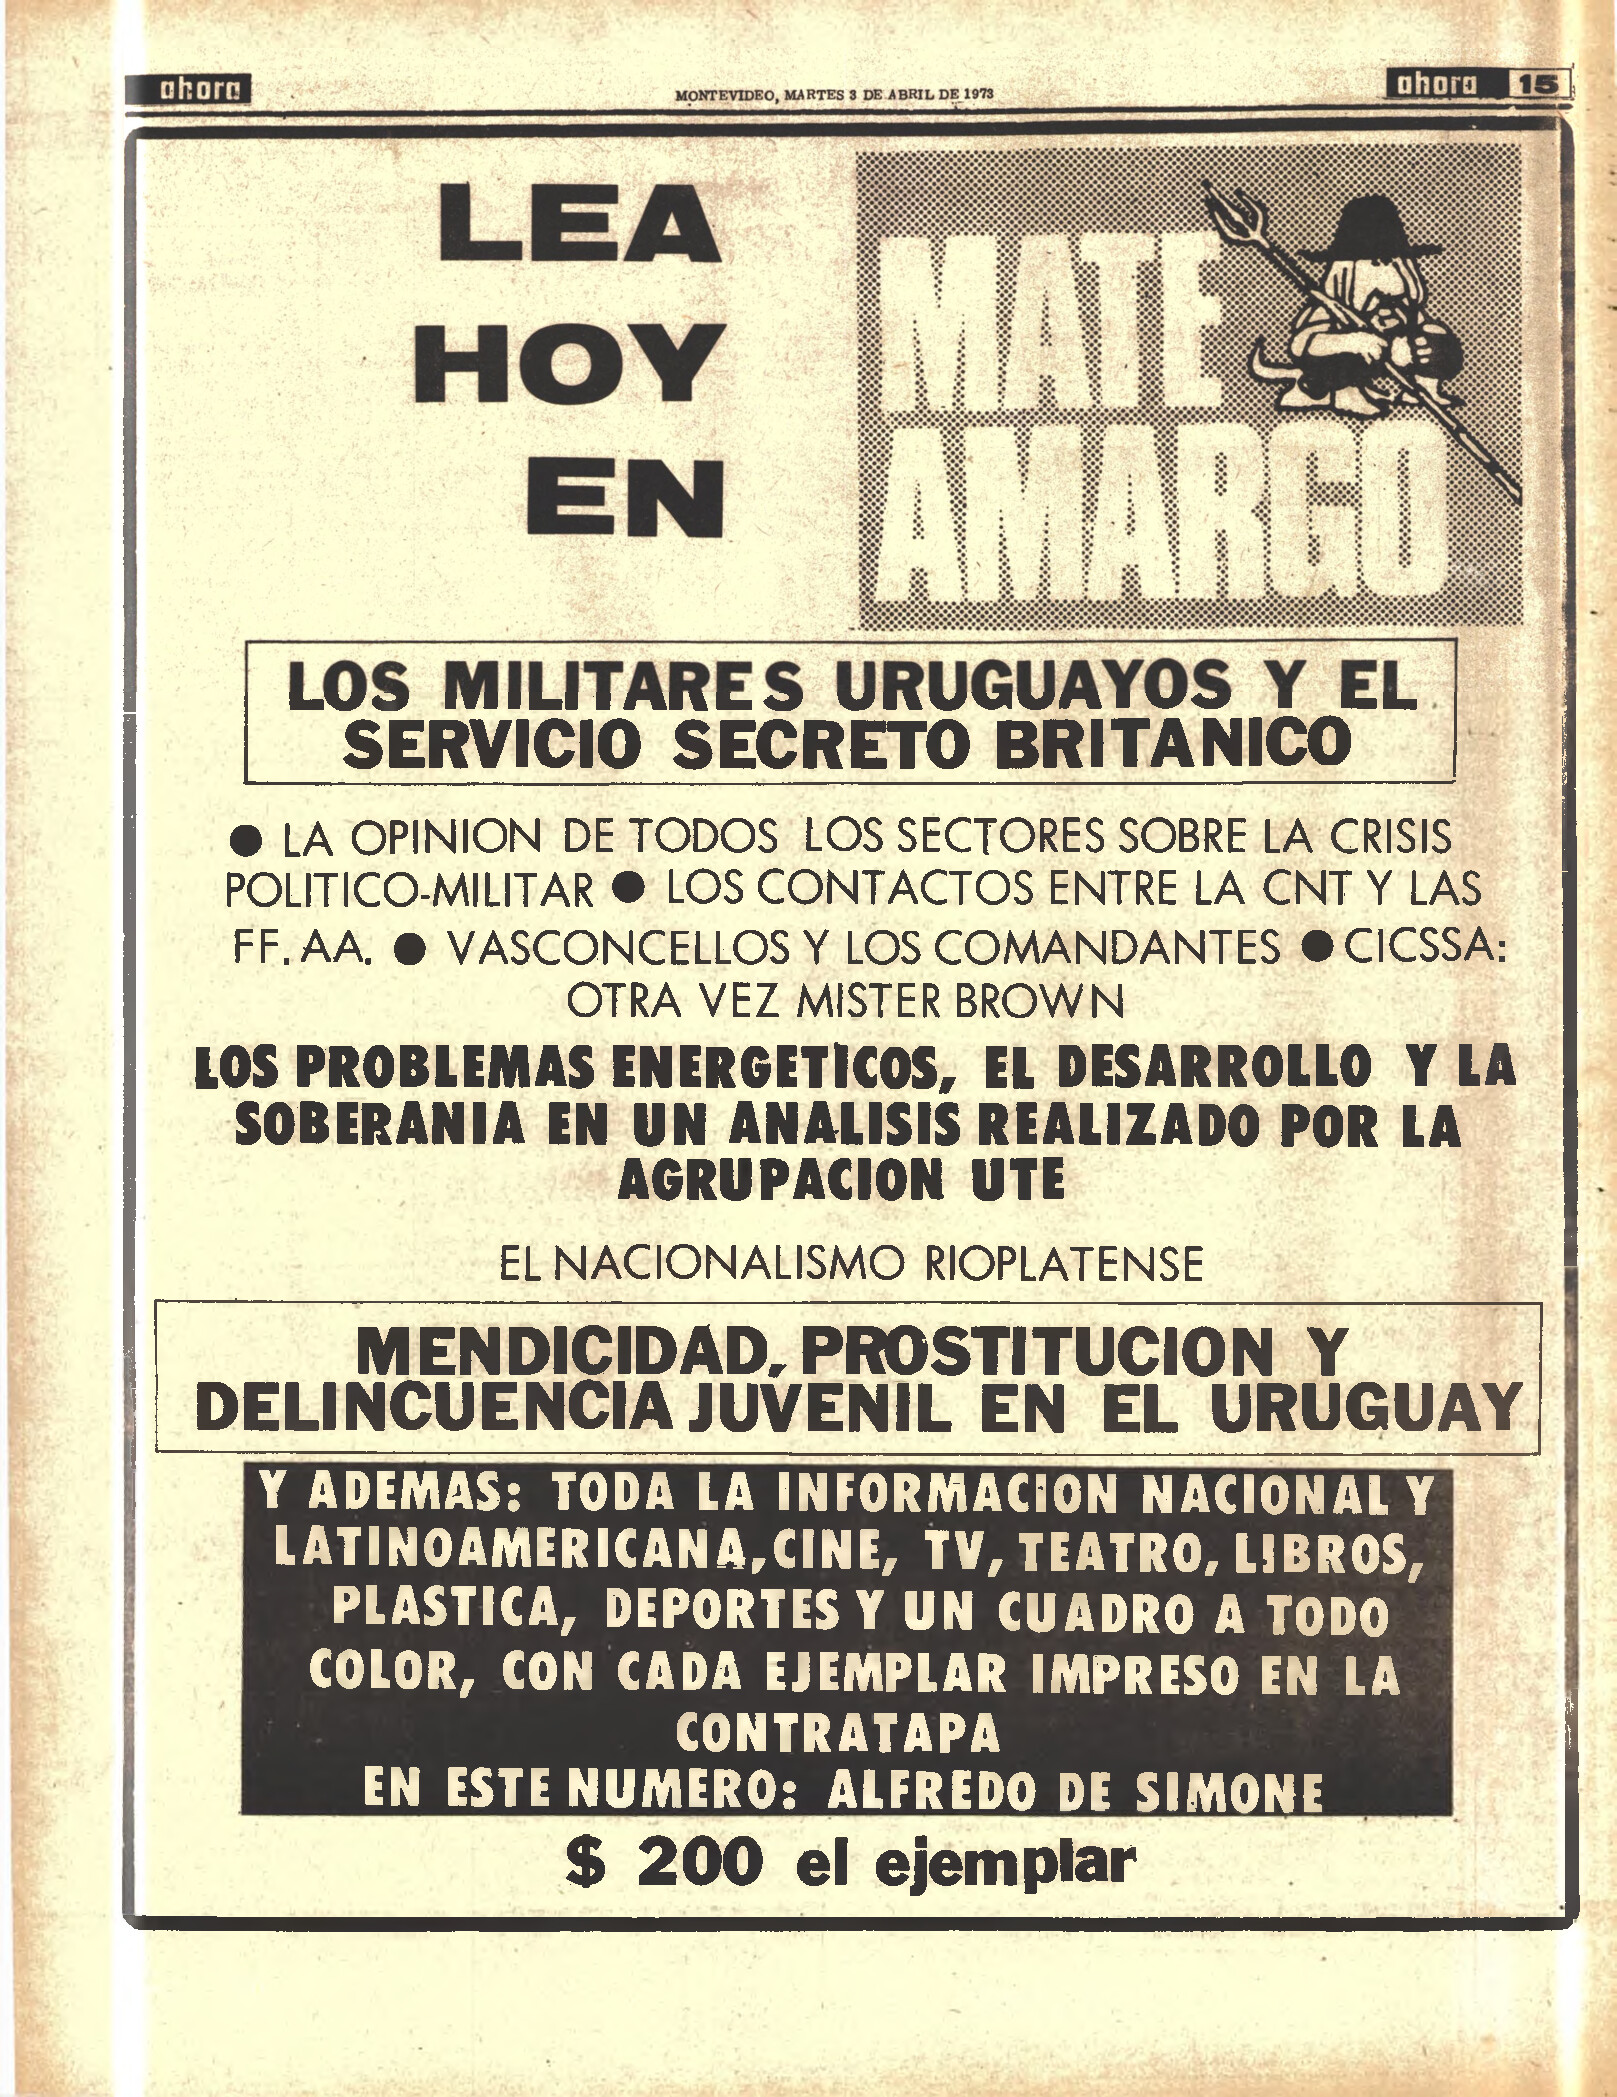 ahora
MONTEVIDEO, MARTES 3 DE ABRIL DE 1973
ahora 15
LEA
HOY
EN
MATE
AMARGO
LOS MILITARES URUGUAYOS Y EL
SERVICIO SECRETO BRITANICO
● LA OPINION DE TODOS LOS SECTORES SOBRE LA CRISIS
POLITICO-MILITAR ● LOS CONTACTOS ENTRE LA CNT Y LAS
FF. AA. ● VASCONCELLOS Y LOS COMANDANTES ● CICSSA:
OTRA VEZ MISTER BROWN
LOS PROBLEMAS ENERGETICOS, EL DESARROLLO Y LA
SOBERANIA EN UN ANALISIS REALIZADO POR LA
AGRUPACION UTE
EL NACIONALISMO RIOPLATENSE
MENDICIDAD, PROSTITUCION Y
DELINCUENCIA JUVENIL EN EL URUGUAY
Y ADEMAS: TODA LA INFORMACION NACIONAL Y
LATINOAMERICANA, CINE, TV, TEATRO, LIBROS,
PLASTICA, DEPORTES Y UN CUADRO A TODO
COLOR, CON CADA EJEMPLAR IMPRESO EN LA
CONTRATAPA
EN ESTE NUMERO: ALFREDO DE SIMONE
$ 200 el ejemplar